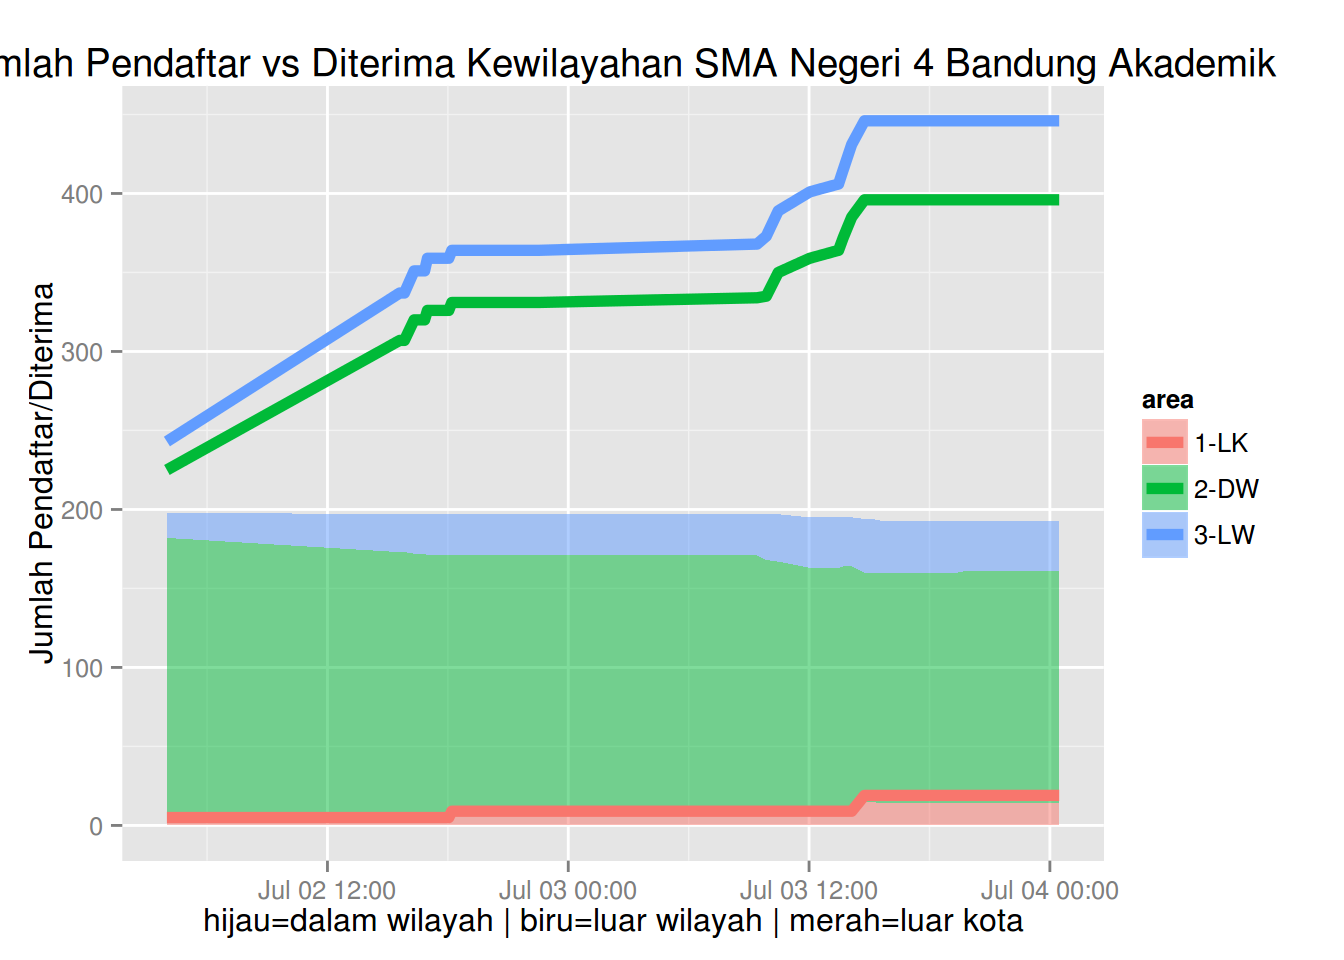 mlah Pendaftar vs Diterima Kewilayahan SMA Negeri 4 Bandung Akademik
Jumlah Pendaftar/Diterima
400
300
200
100
0
Jul 02 12:00 Jul 03 00:00 Jul 03 12:00 Jul 04 00:00
hijau=dalam wilayah | biru=luar wilayah | merah=luar kota
area
1-LK
2-DW
3-LW